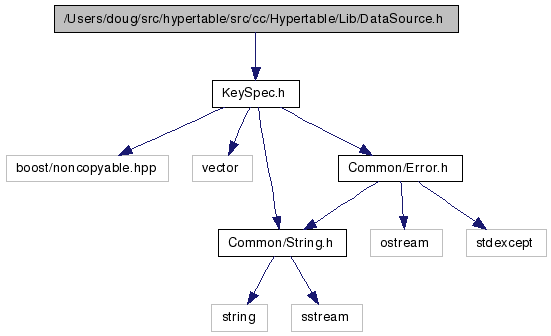 /Users/doug/src/hypertable/src/cc/Hypertable/Lib/DataSource.h
KeySpec.h
boost/noncopyable.hpp
vector
Common/Error.h
Common/String.h
ostream
stdexcept
string
sstream